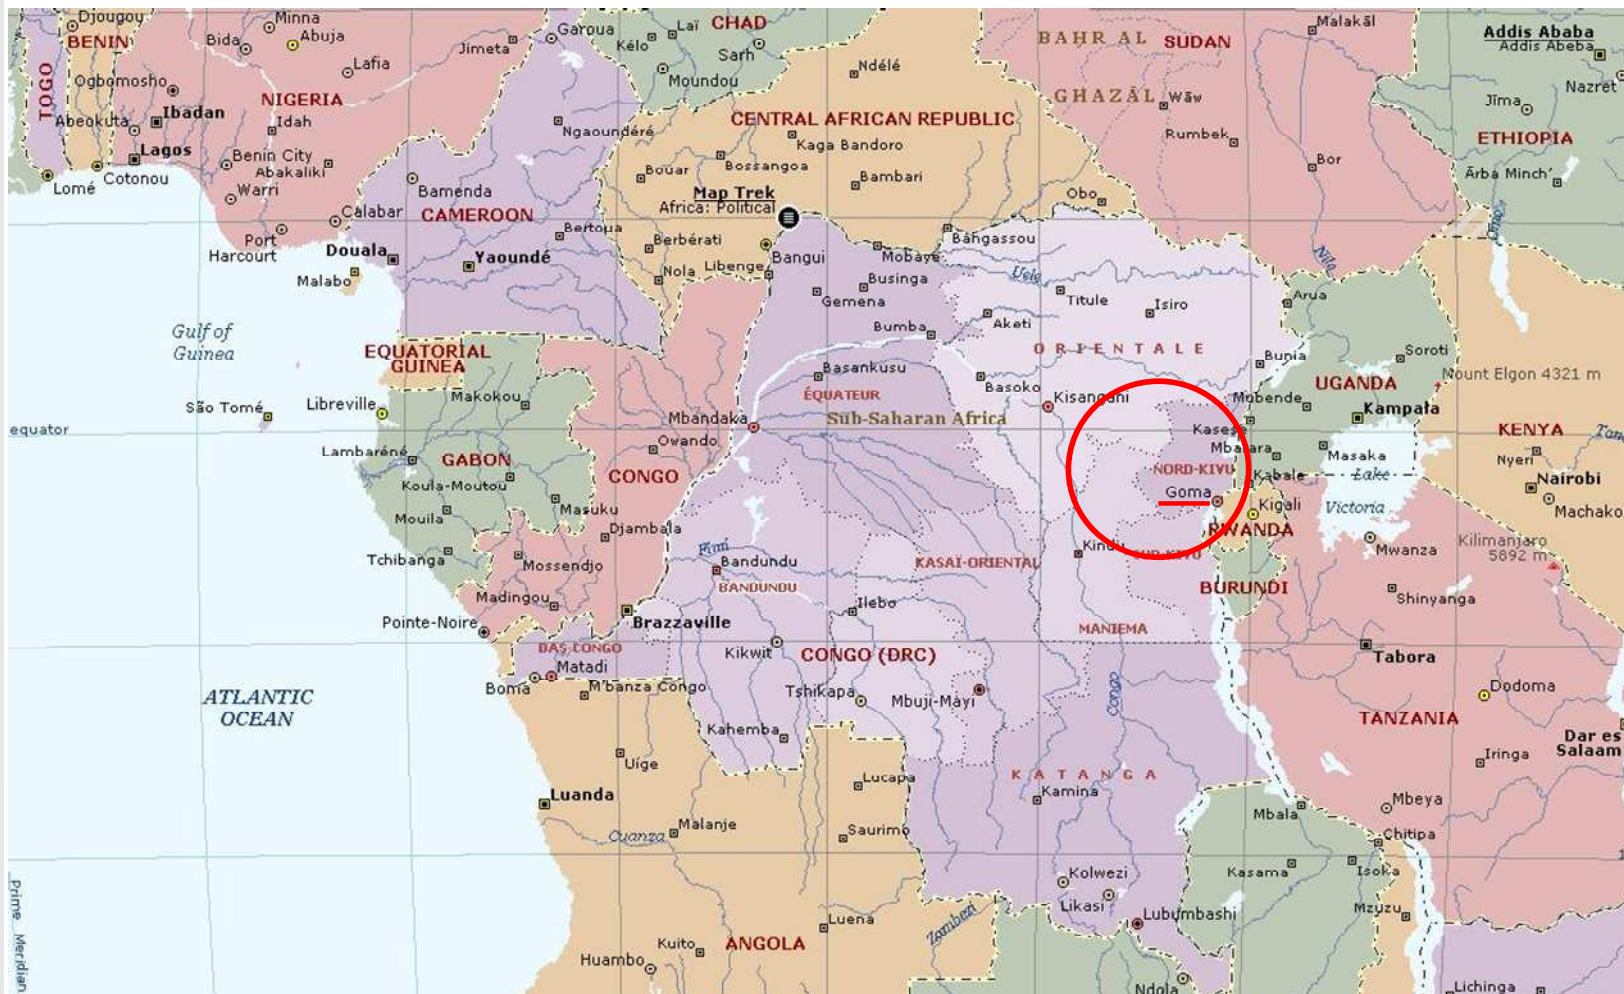 Djougou
Minna
BENIN
Bida
Abuja
Jimeta
Garoua
Laï
CHAD
Kélo
Sarh
BAḤR AL
SUDAN
Malakāl
Addis Ababa
Addis Abeba
TOGO
Ogbomosho
Lafia
NIGERIA
Moundou
Ndélé
GHAZĀL
Wāw
Nazret
Jīma
Abeokuta
Ibadan
Idah
Ngaoundéré
CENTRAL AFRICAN REPUBLIC
Kaga Bandoro
Rumbek
ETHIOPIA
Lagos
Benin City
Abakaliki
Bossangoa
Bouar
Bambari
Bor
Ārba Minch'
Lomé
Cotonou
Warri
Bamenda
Map Trek
Africa: Political
Obo
Calabar
CAMEROON
Port
Harcourt
Bertoua
Berbérati
Bangassou
Omo
Douala
Yaoundé
Nola
Libenge
Bangui
Mobaye
Nile
Malabo
Businga
Gemena
Uele
Titule
Isiro
Arua
Gulf of
Guinea
Bumba
Aketi
EQUATORIAL
GUINEA
ORIENTALE
Bunia
Soroti
Basankusu
Basoko
UGANDA
Mount Elgon 4321 m
São Tomé
Libreville
Makokou
ÉQUATEUR
Kisangani
Mubende
Kampala
equator
Mbandaka
Sub-Saharan Africa
Kasese
KENYA
Lambaréné
GABON
Owando
Mbarara
Masaka
Nyeri
Koula-Moutou
CONGO
NORD-KIVU
Kabale
Lake
Victoria
Nairobi
Goma
Kigali
Machako
Mouila
Masuku
Djambala
RWANDA
Tchibanga
Mossendjo
Fimi
Bandundu
KASAÏ-ORIENTAL
Kindu
SUD-KIVU
Mwanza
Kilimanjaro
5892 m
BANDUNDU
BURUNDI
Madingou
Ilebo
Shinyanga
Pointe-Noire
Brazzaville
MANIEMA
BAS-CONGO
Kikwit
CONGO (DRC)
Tabora
Matadi
Boma
M'banza Congo
Tshikapa
Mbuji-Mayi
Congo
Dodoma
ATLANTIC
OCEAN
Kahemba
TANZANIA
Dar es
Salaam
Uíge
Lucapa
KATANGA
Iringa
Luanda
Kamina
Mbeya
Cuanza
Malanje
Saurimo
Mbala
Chitipa
Kolwezi
Kasama
Isoka
Likasi
Prime Meridian
Luena
Zambezi
Lubumbashi
Mzuzu
Kuito
ANGOLA
Huambo
Ndola
Lichinga